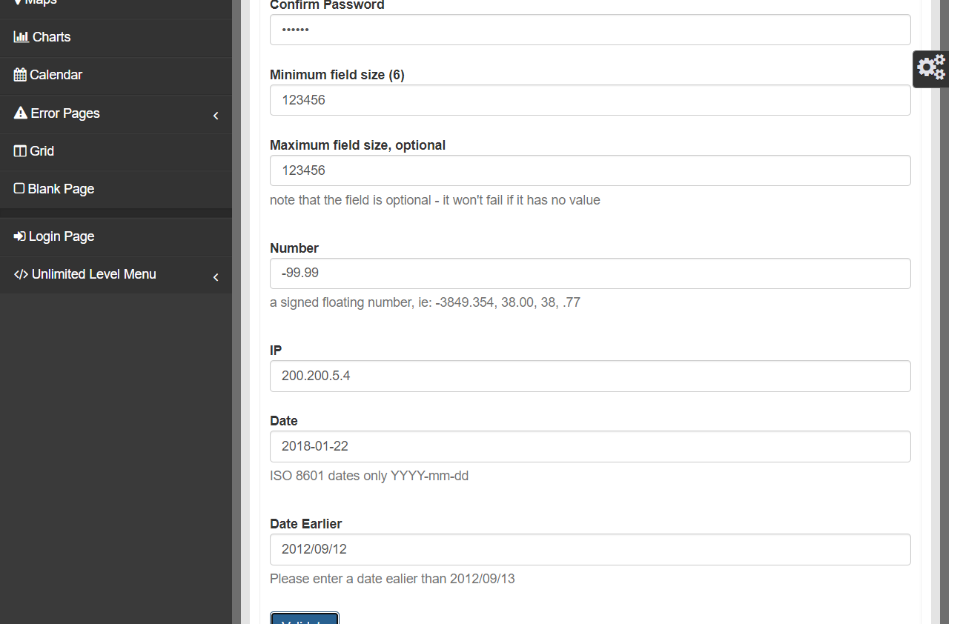 Maps
Charts
Calendar
Error Pages
Grid
Blank Page
Login Page
Unlimited Level Menu
Confirm Password
••••••
Minimum field size (6)
123456
Maximum field size, optional
123456
note that the field is optional - it won't fail if it has no value
Number
-99.99
a signed floating number, ie: -3849.354, 38.00, 38, .77
IP
200.200.5.4
Date
2018-01-22
ISO 8601 dates only YYYY-mm-dd
Date Earlier
2012/09/12
Please enter a date ealier than 2012/09/13